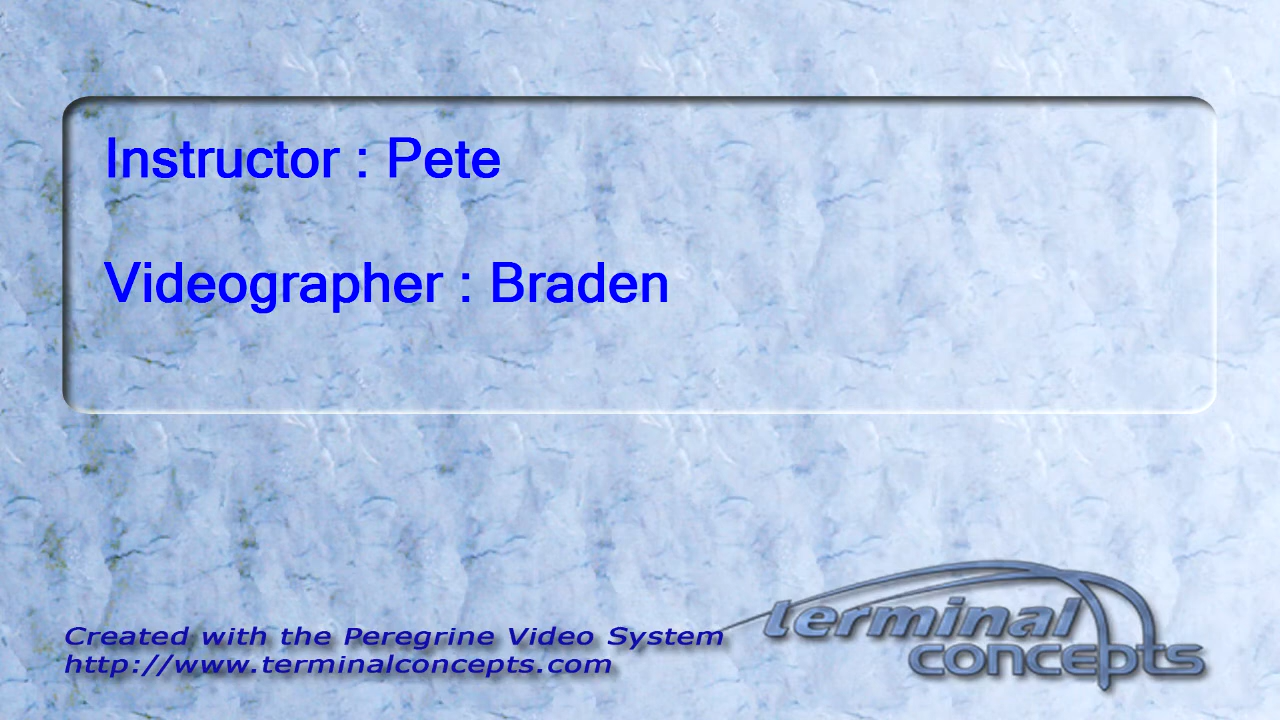 Instructor : Pete
Videographer : Braden
Created with the Peregrine Video System
http://www.terminalconcepts.com
terminal
concepts